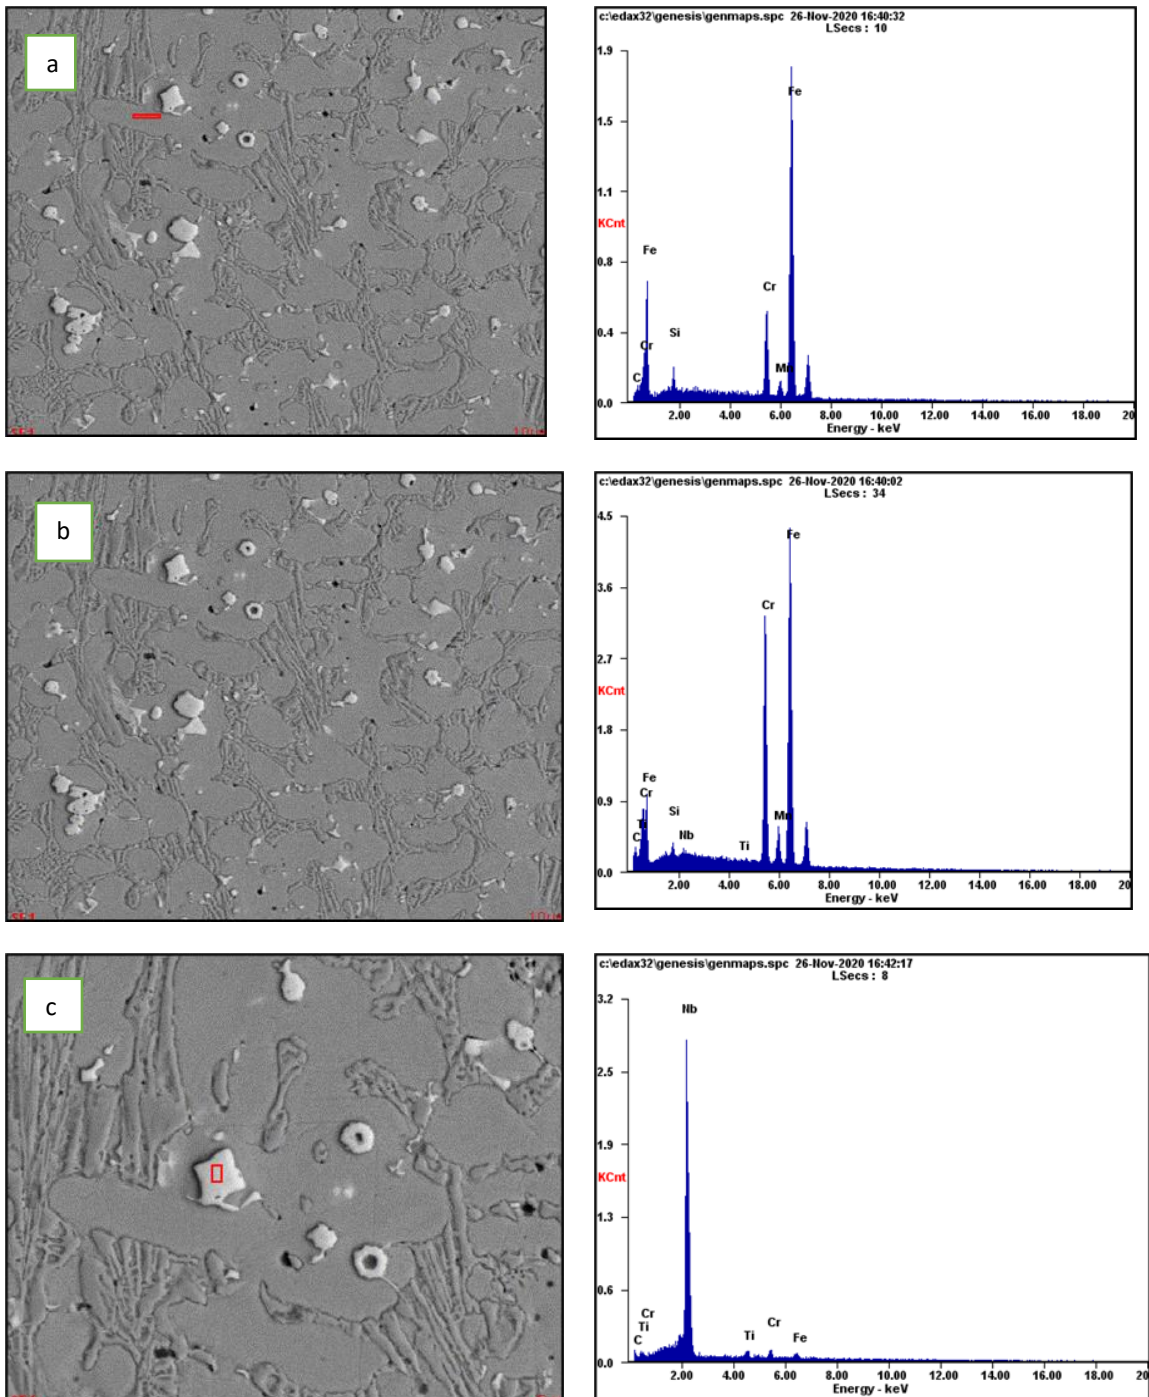 a
c:\edax32\genesis\genmaps.spc 26-Nov-2020 16:40:32
LSecs : 10
1.9
1.5
1.1
KCnt
0.8
0.4
0.0
Fe
Fe
Cr
Si
Cr
C
Mn
2.00 4.00 6.00 8.00 10.00 12.00 14.00 16.00 18.00 20
Energy - keV
b
c:\edax32\genesis\genmaps.spc 26-Nov-2020 16:40:02
LSecs : 34
4.5
3.6
2.7
KCnt
1.8
0.9
0.0
Fe
Cr
Fe
Cr
Ti
C
Si
Nb
Ti
Mn
2.00 4.00 6.00 8.00 10.00 12.00 14.00 16.00 18.00 20
Energy - keV
c
c:\edax32\genesis\genmaps.spc 26-Nov-2020 16:42:17
LSecs : 8
3.2
2.5
1.9
KCnt
1.3
0.6
0.0
Nb
Cr
Ti
C
Ti
Cr
Fe
2.00 4.00 6.00 8.00 10.00 12.00 14.00 16.00 18.00 20
Energy - keV